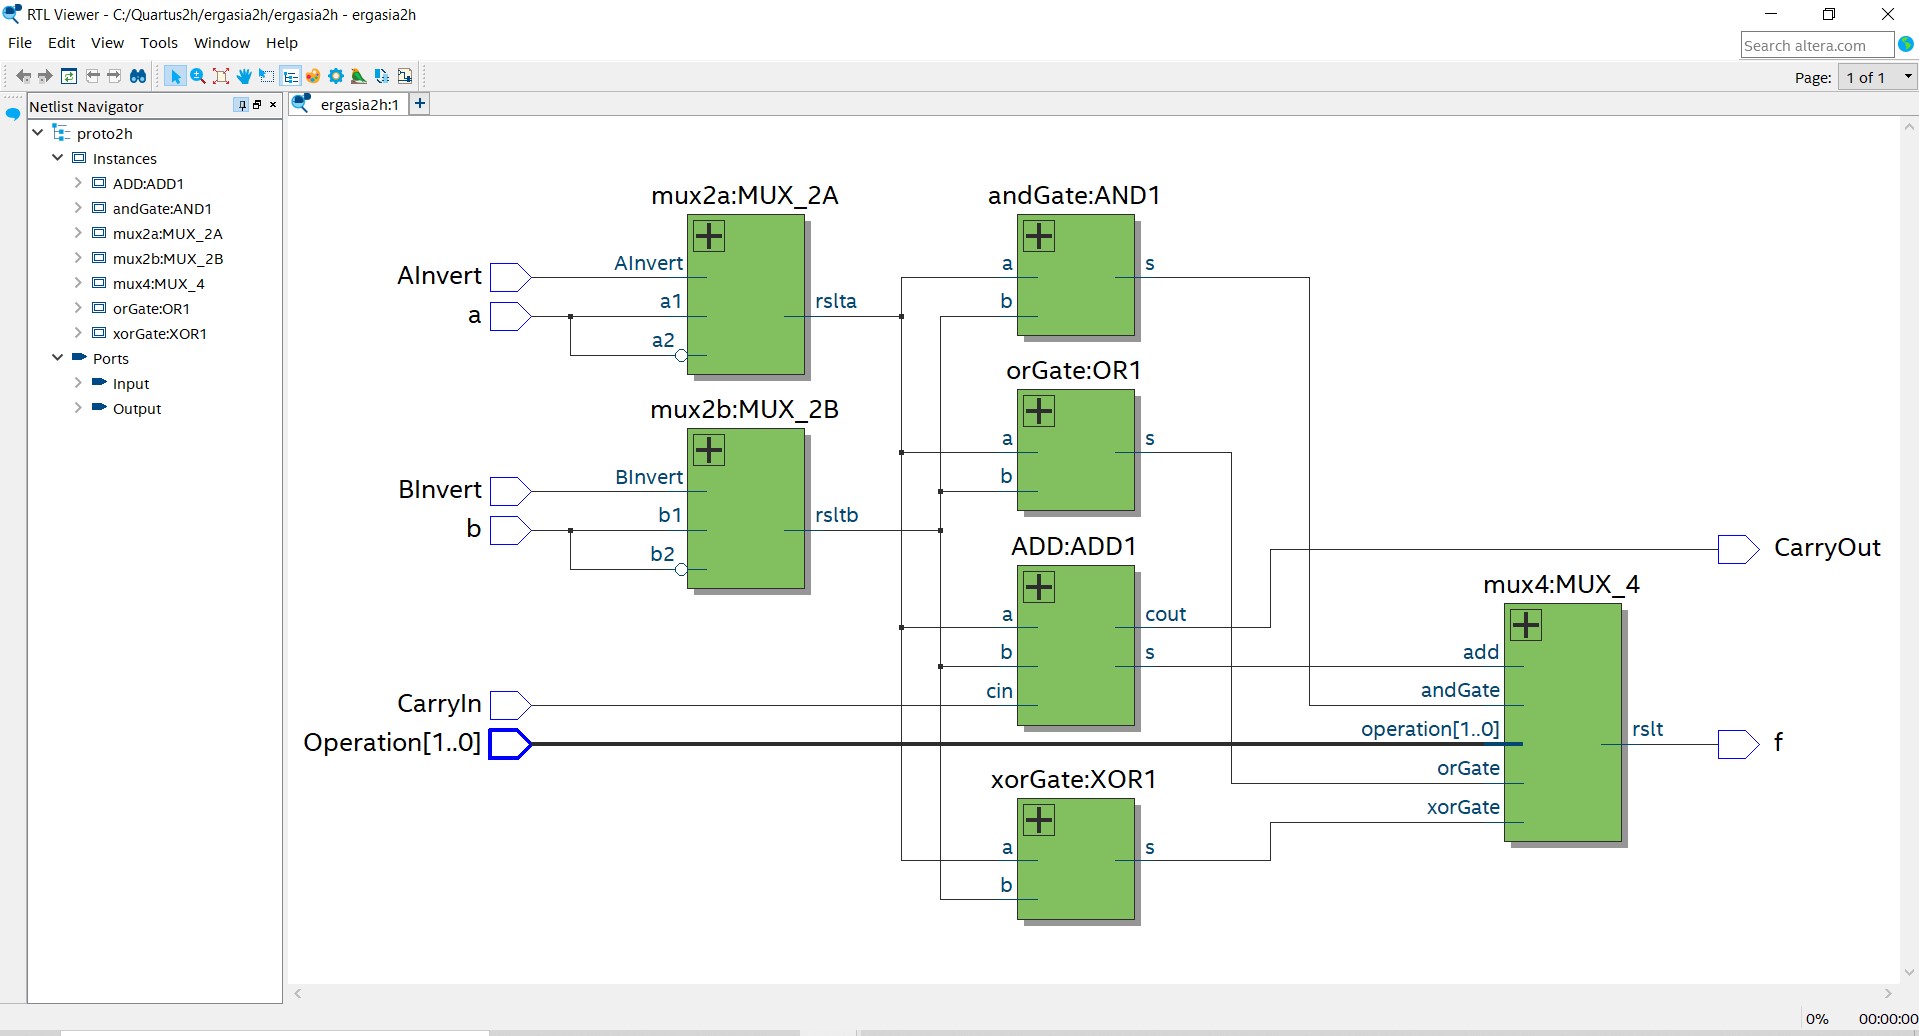 RTL Viewer - C:/Quartus2h/ergasia2h/ergasia2h - ergasia2h
File Edit View Tools Window Help
Search altera.com
Page: 1 of 1
Netlist Navigator
proto2h
Instances
ADD:ADD1
andGate:AND1
mux2a:MUX_2A
mux2b:MUX_2B
mux4:MUX_4
orGate:OR1
xorGate:XOR1
Ports
Input
Output
ergasia2h:1
mux2a:MUX_2A
AInvert
AInvert
a
a1
a2
rslta
mux2b:MUX_2B
BInvert
BInvert
b
b1
b2
rsltb
CarryIn
Operation[1..0]
andGate:AND1
a
b
s
orGate:OR1
a
b
s
ADD:ADD1
a
b
cin
cout
s
xorGate:XOR1
a
b
s
CarryOut
mux4:MUX_4
add
andGate
operation[1..0]
orGate
xorGate
rslt
f
0% 00:00:00